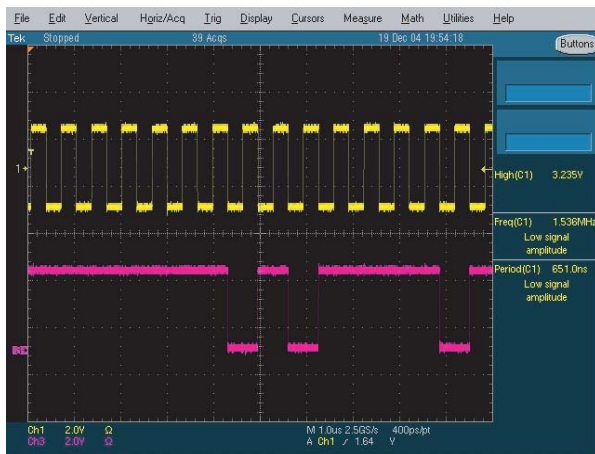 File Edit Vertical Horiz/Acq Trig Display Cursors Measure Math Utilities Help
Tek Stopped 39 Acqs 19 Dec 04 19:54:18 Buttons
1
High(C1) 3.235V
Freq(C1) 1.536MHz
Low signal
amplitude
Period(C1) 651.0ns
Low signal
amplitude
Ch1 2.0V Ω M 1.0us 2.5GS/s 400ps/pt
Ch3 2.0V Ω A Ch1 / 1.64 V